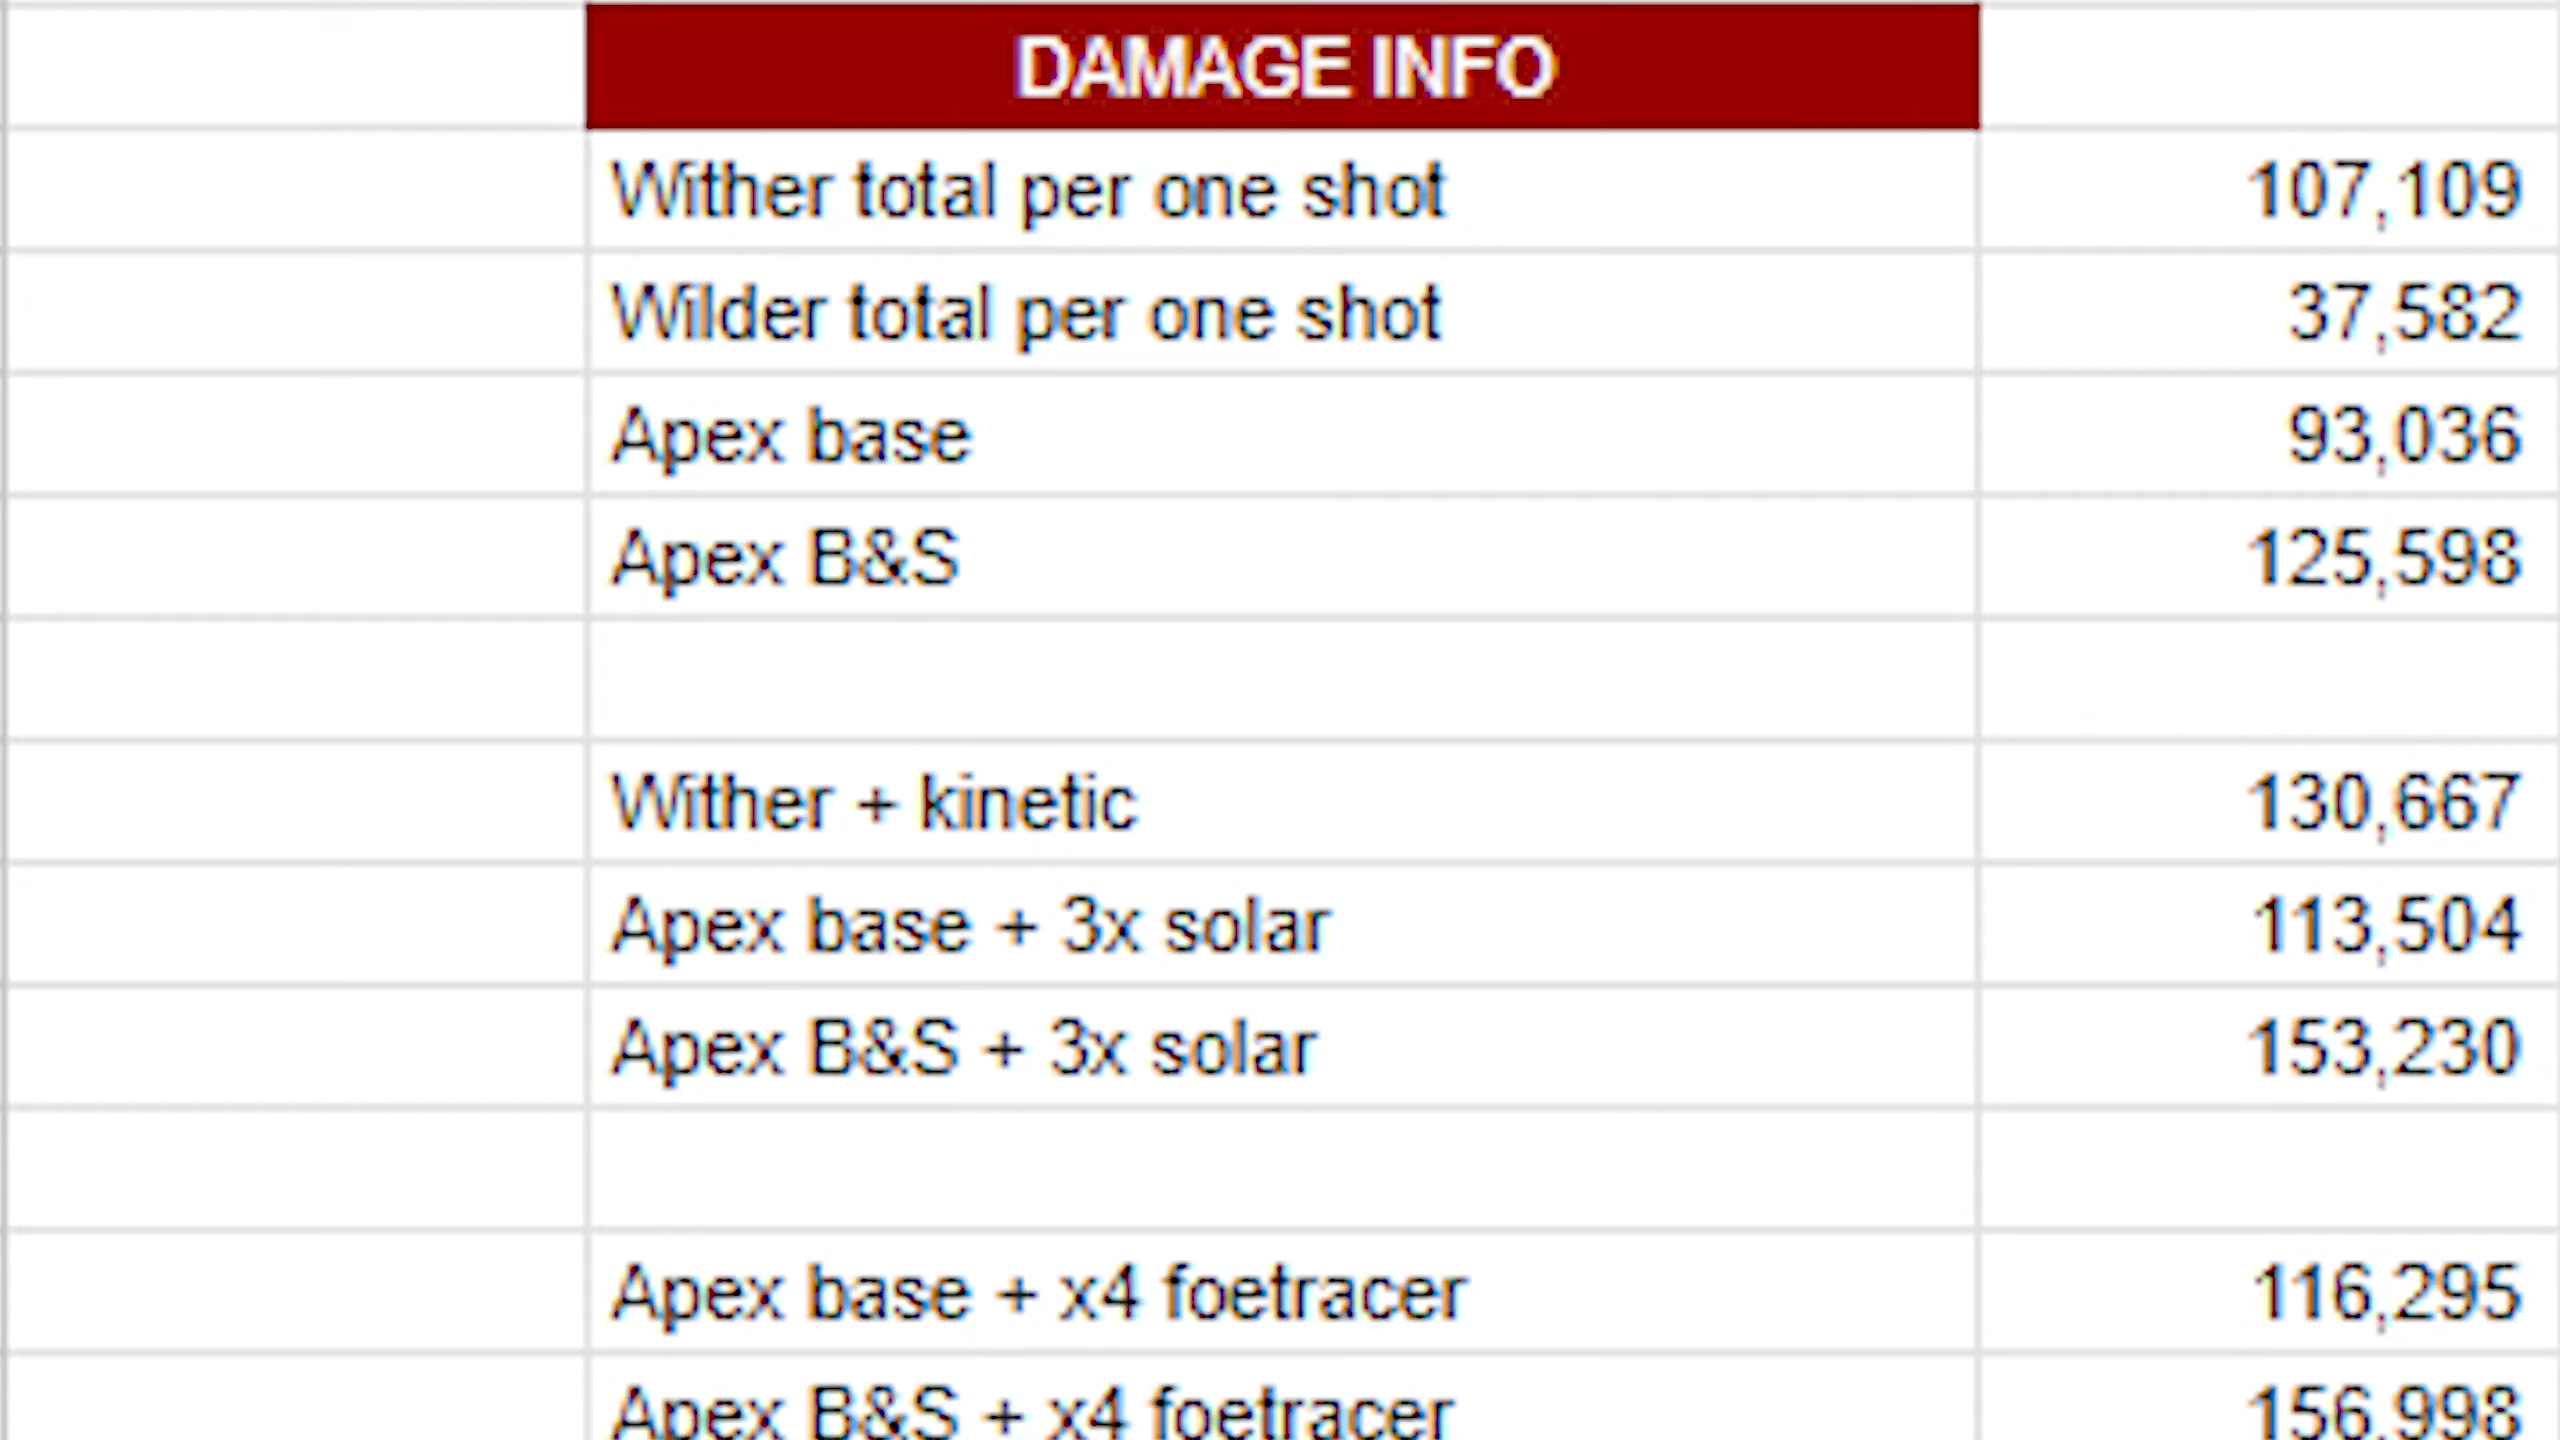 DAMAGE INFO
Wither total per one shot 107,109
Wilder total per one shot 37,582
Apex base 93,036
Apex B&S 125,598
Wither + kinetic 130,667
Apex base + 3x solar 113,504
Apex B&S + 3x solar 153,230
Apex base + x4 foetracer 116,295
Apex B&S + x4 foetracer 156,998